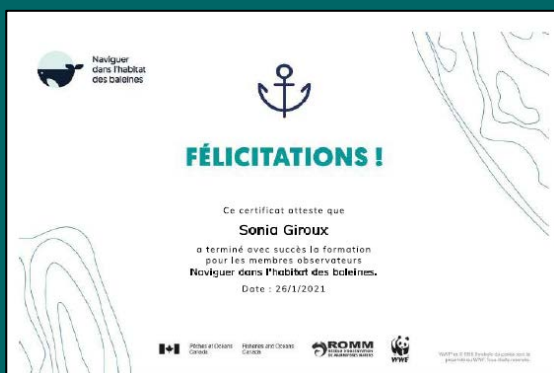 Naviguer
dans l'habitat
des baleines
FÉLICITATIONS !
Ce certificat atteste que
Sonia Giroux
a terminé avec succès la formation
pour les membres observateurs
Naviguer dans l'habitat des baleines.
Date : 26/1/2021
Pêches et Océans
Canada
Fisheries and Oceans
Canada
ROMM
WWF